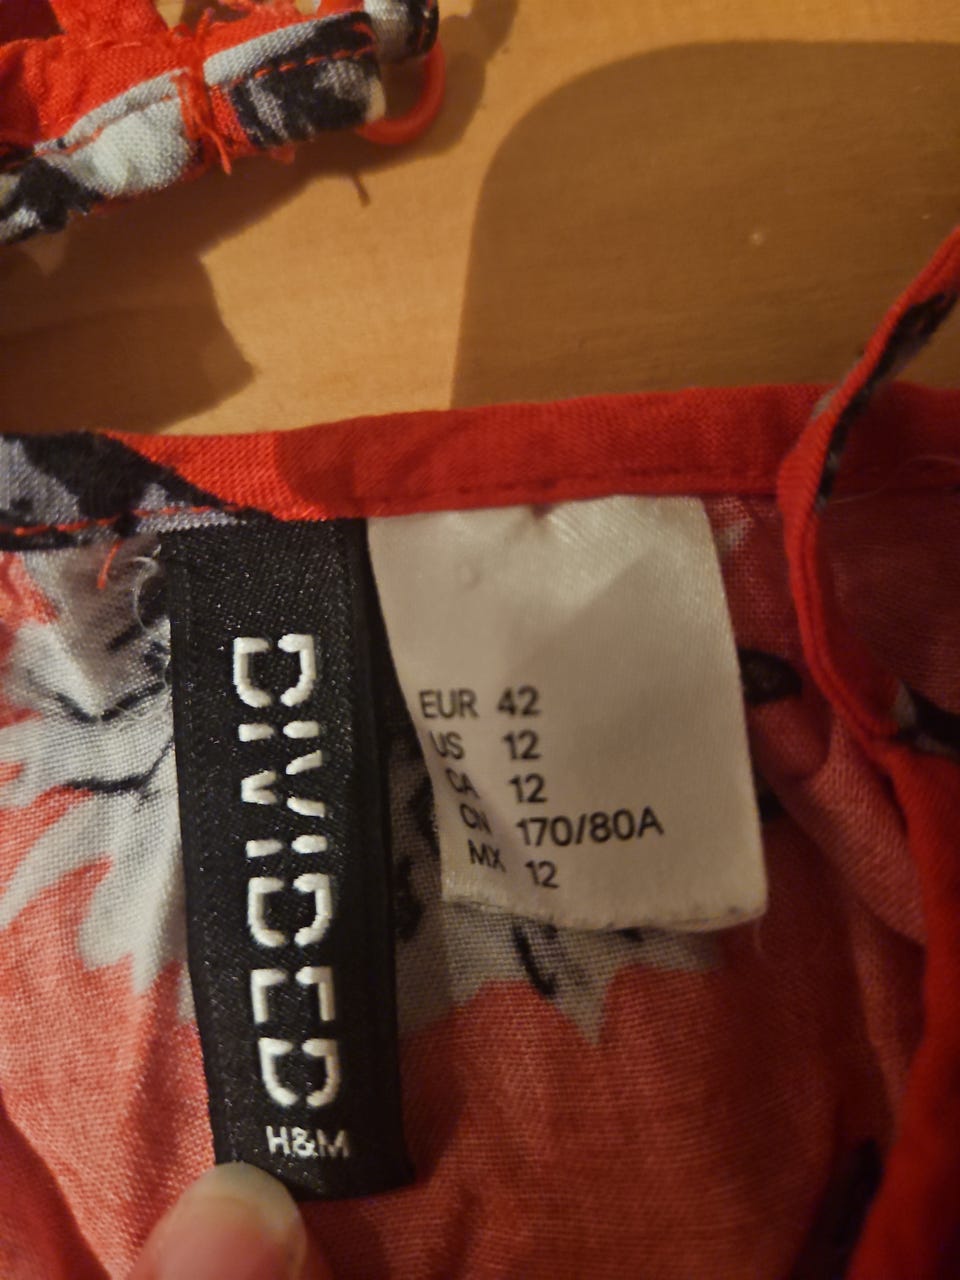 DIVIDED
H&M
EUR 42
US 12
CA 12
CN 170/80A
MX 12